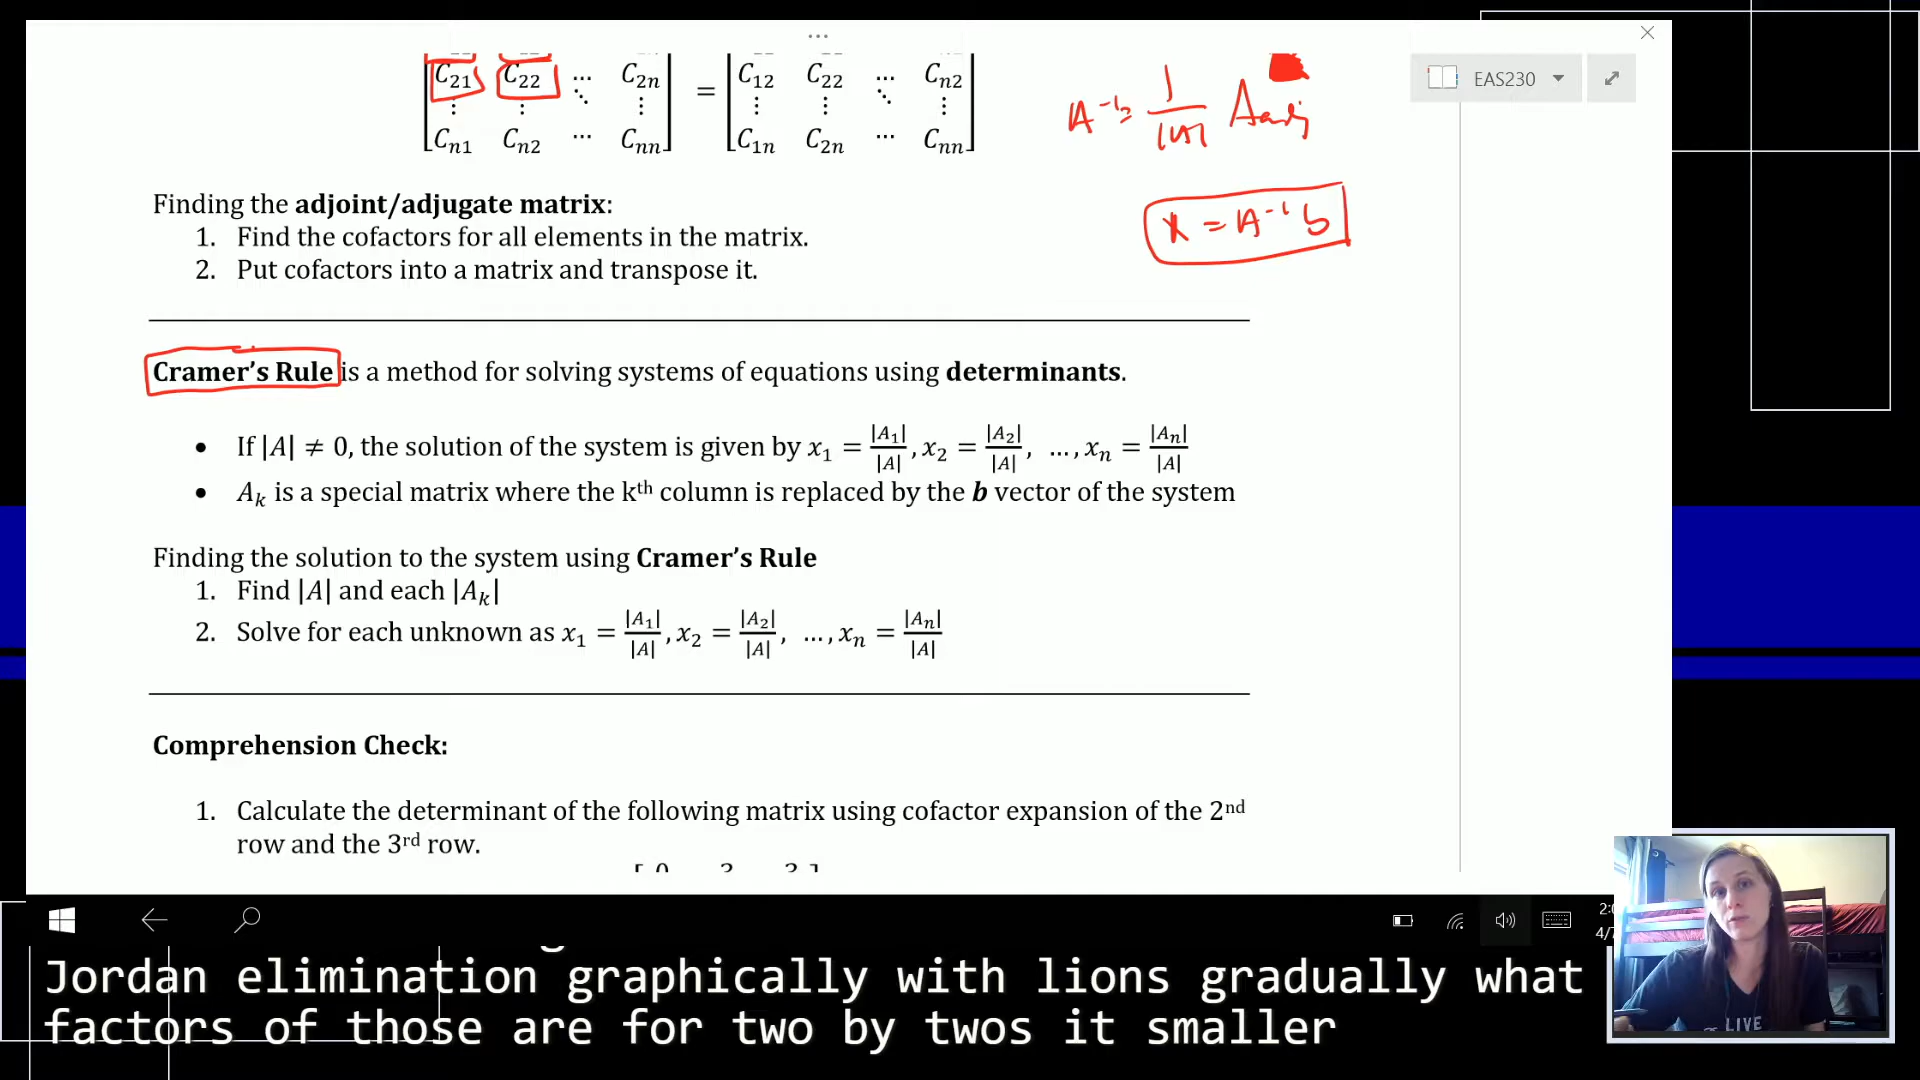 ...
C21 C22 ... C2n = C12 C22 ... Cn2
⋮ ⋮ ⋱ ⋮ ⋮ ⋮ ⋱ ⋮
Cn1 Cn2 ... Cnn C1n C2n ... Cnn
A⁻¹ = 1/|A| Aadj
EAS230
x = A⁻¹ b
Finding the adjoint/adjugate matrix:
1. Find the cofactors for all elements in the matrix.
2. Put cofactors into a matrix and transpose it.
Cramer's Rule is a method for solving systems of equations using determinants.
• If |A| ≠ 0, the solution of the system is given by x₁ = |A₁|/|A|, x₂ = |A₂|/|A|, ..., xₙ = |Aₙ|/|A|
• Aₖ is a special matrix where the kᵗʰ column is replaced by the b vector of the system
Finding the solution to the system using Cramer's Rule
1. Find |A| and each |Aₖ|
2. Solve for each unknown as x₁ = |A₁|/|A|, x₂ = |A₂|/|A|, ..., xₙ = |Aₙ|/|A|
Comprehension Check:
1. Calculate the determinant of the following matrix using cofactor expansion of the 2ⁿᵈ
row and the 3ʳᵈ row.
Jordan elimination graphically with lions gradually what
factors of those are for two by twos it smaller
LIVE